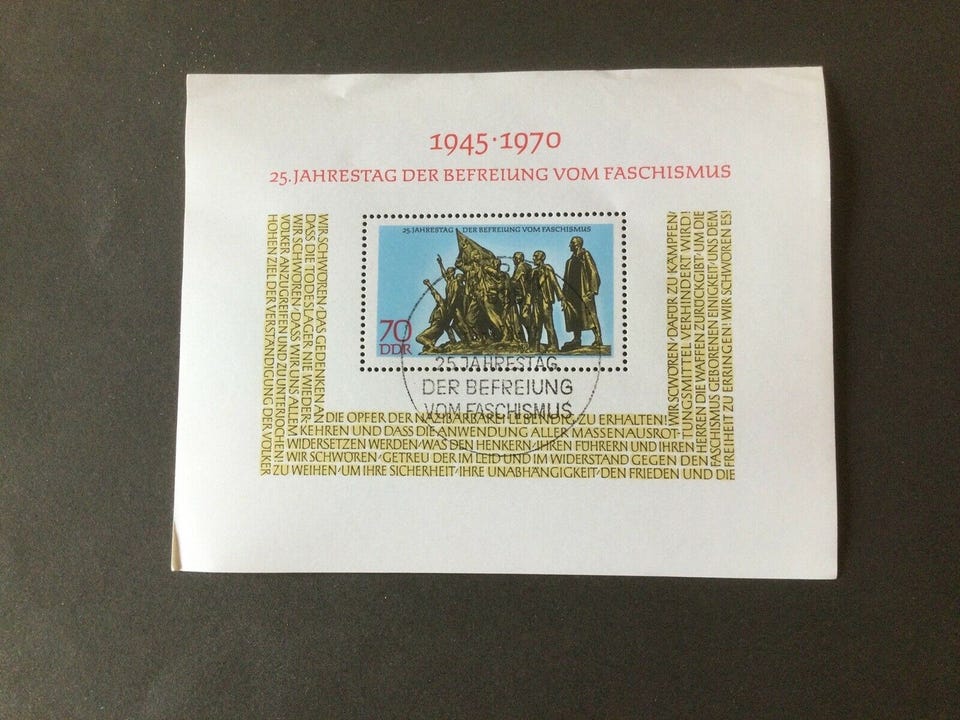 1945·1970
25. JAHRESTAG DER BEFREIUNG VOM FASCHISMUS
25. JAHRESTAG DER BEFREIUNG VOM FASCHISMUS
70
DDR
25. JAHRESTAG
DER BEFREIUNG
VOM FASCHISMUS
WIR SCHWÖREN/DAS GEDENKEN AN DIE OPFER DER NAZIBARBAREI LEBENDIG/ZU ERHALTEN! WIR SCHWÖREN/DAFÜR ZU KÄMPFEN/
DASS DIE TODESLAGER NIE WIEDER-KEHREN UND DASS DIE ANWENDUNG ALLER MASSENAUSROT-TUNGSMITTEL VERHINDERT WIRD!
WIR SCHWÖREN/DASS WIR UNS ALLEM WIDERSETZEN WERDEN/WAS DEN HENKERN/IHREN FÜHRERN UND IHREN HENKERN DIE WAFFEN ZURÜCKGIBT/UM DIE
VÖLKER ANZUGREIFEN UND ZU UNTERJOCHEN! WIR SCHWÖREN/GETREU DER IM LEID UND IM WIDERSTAND GEGEN DEN FASCHISMUS GEBORENEN EINIGKEIT/UNS DEM
HOHEN ZIEL DER VERSTÄNDIGUNG DER VÖLKER ZU WEIHEN/UM IHRE SICHERHEIT/IHRE UNABHÄNGIGKEIT/DEN FRIEDEN UND DIE FREIHEIT ZU ERRINGEN! WIR SCHWÖREN ES!